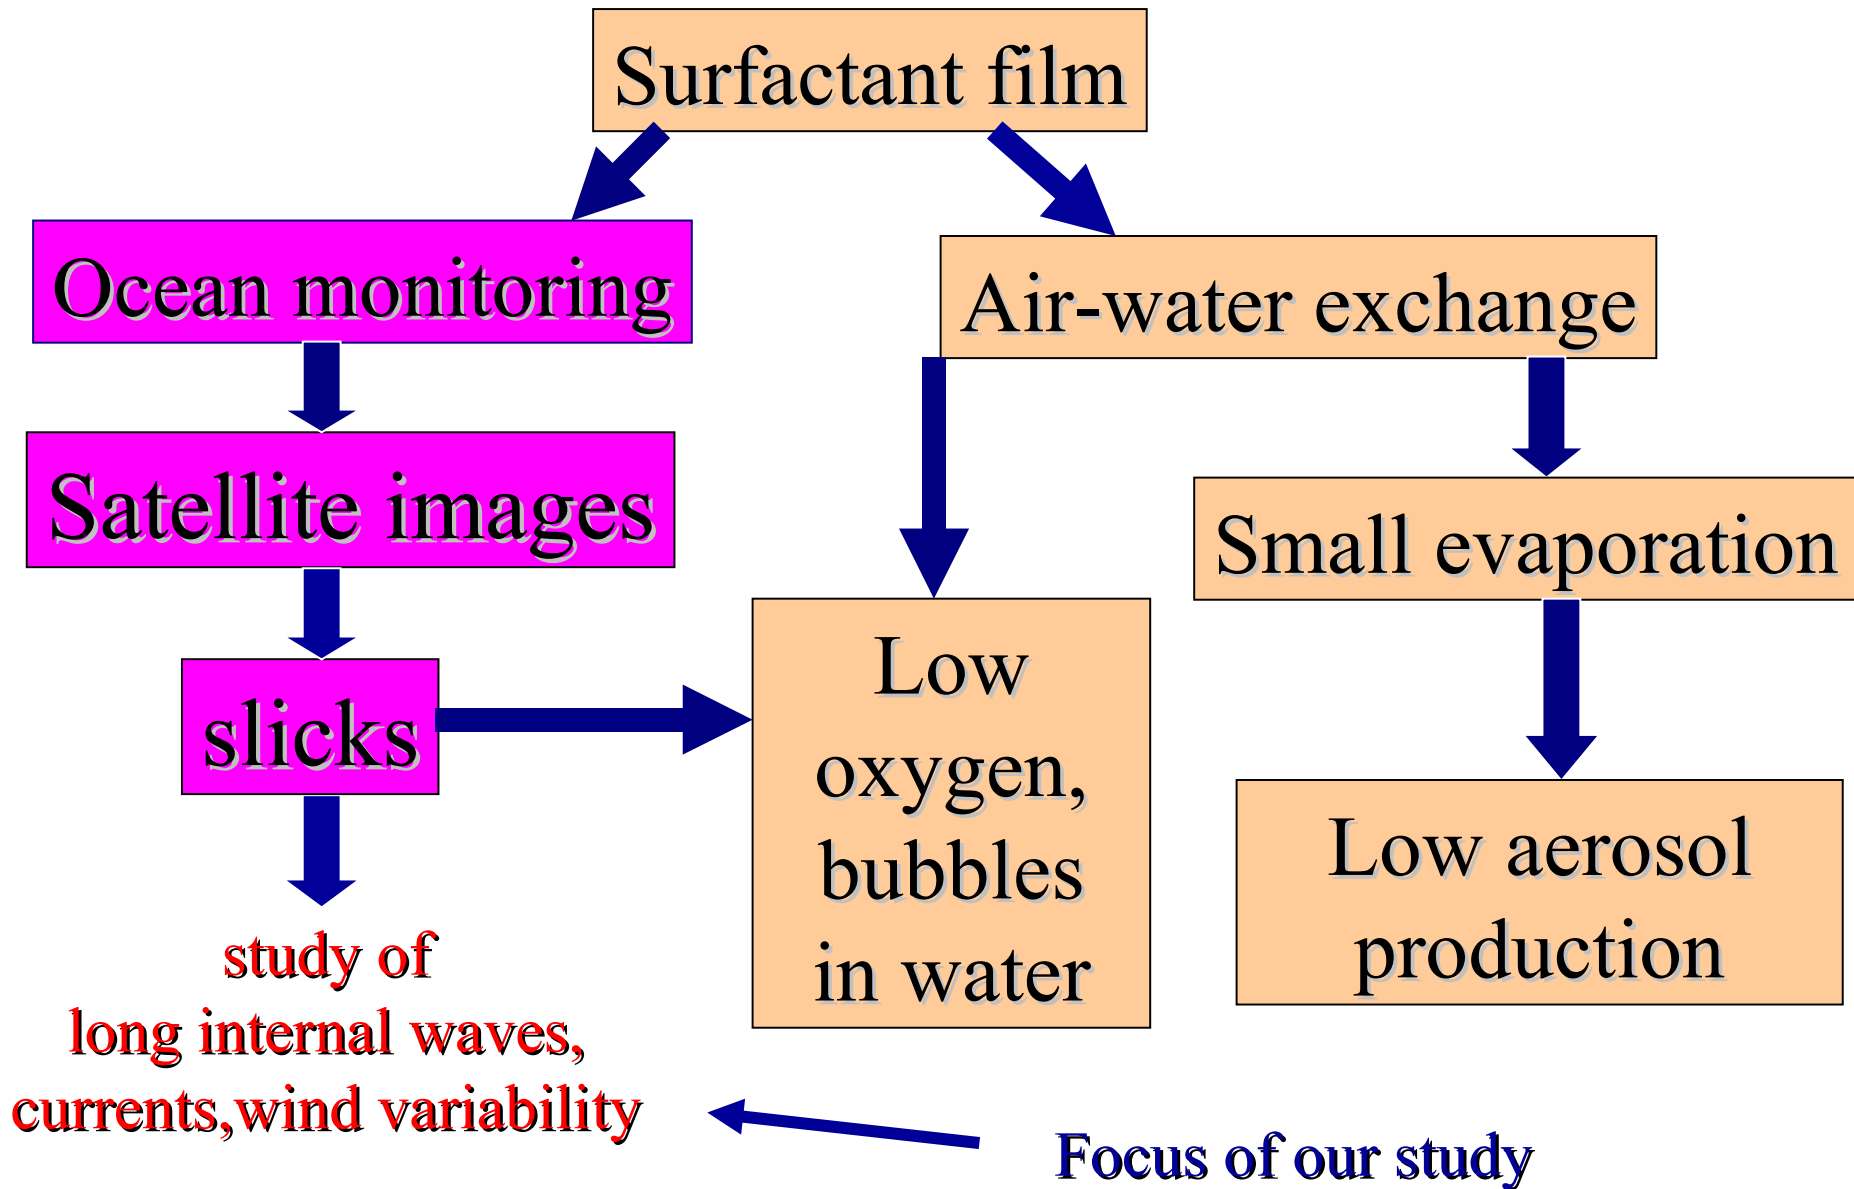 Surfactant film
Ocean monitoring
Air-water exchange
Satellite images
Small evaporation
slicks
Low
oxygen,
bubbles
in water
Low aerosol
production
study of
long internal waves,
currents,wind variability
Focus of our study